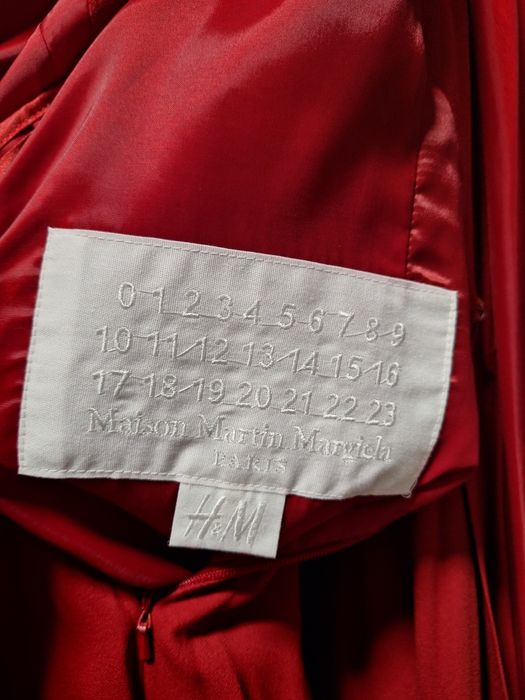 0 1 2 3 4 5 6 7 8 9
10 11 12 13 14 15 16
17 18 19 20 21 22 23
Maison Martin Margiela
PARIS
H&M